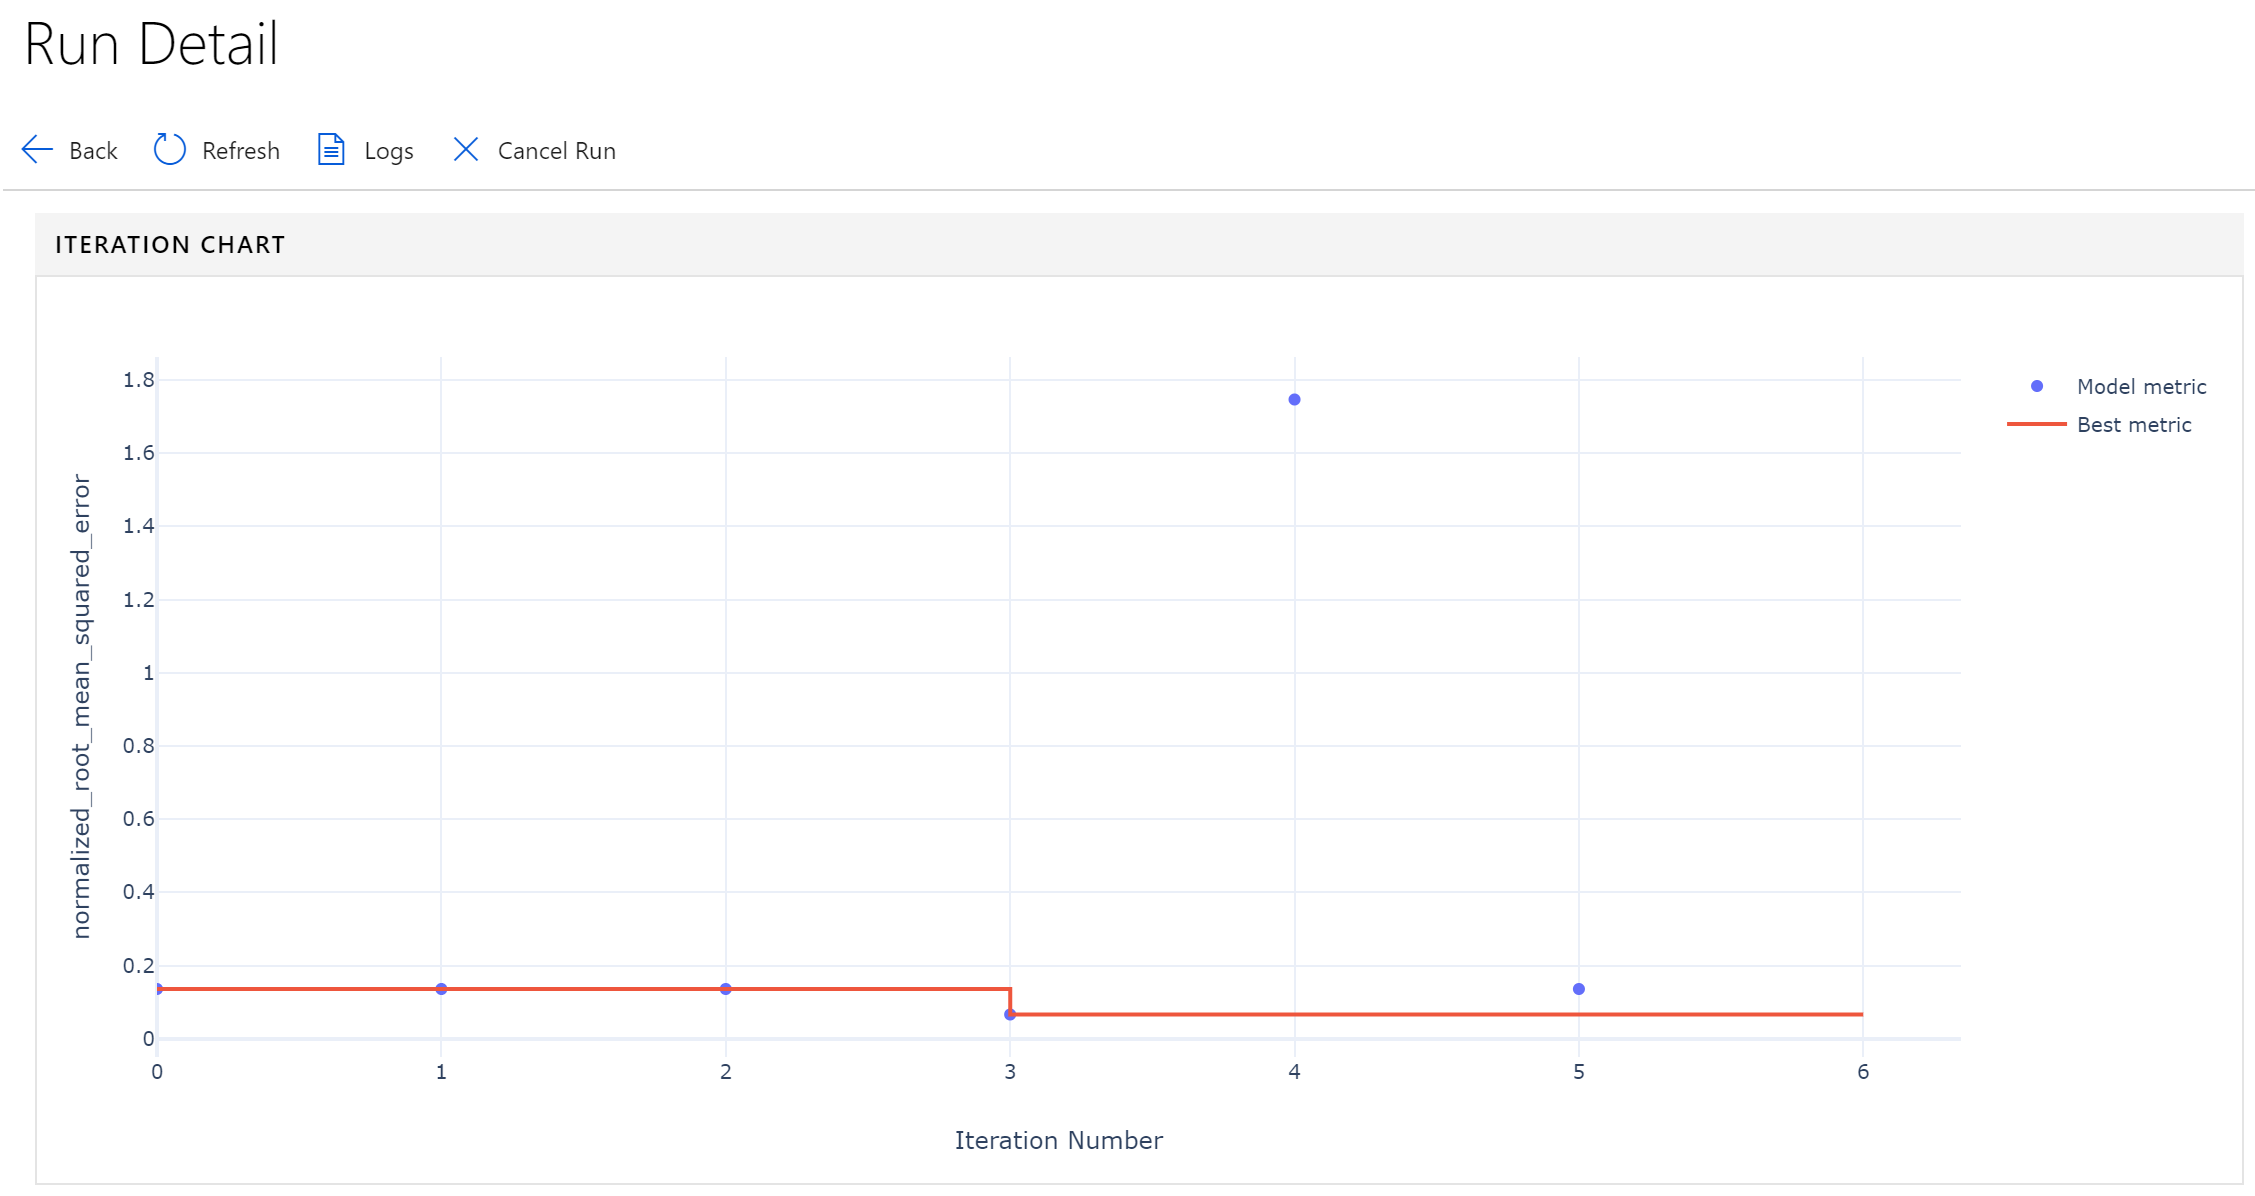 Run Detail
Back
Refresh
Logs
Cancel Run
ITERATION CHART
normalized_root_mean_squared_error
1.8
1.6
1.4
1.2
1
0.8
0.6
0.4
0.2
0
0
1
2
3
4
5
6
Iteration Number
Model metric
Best metric